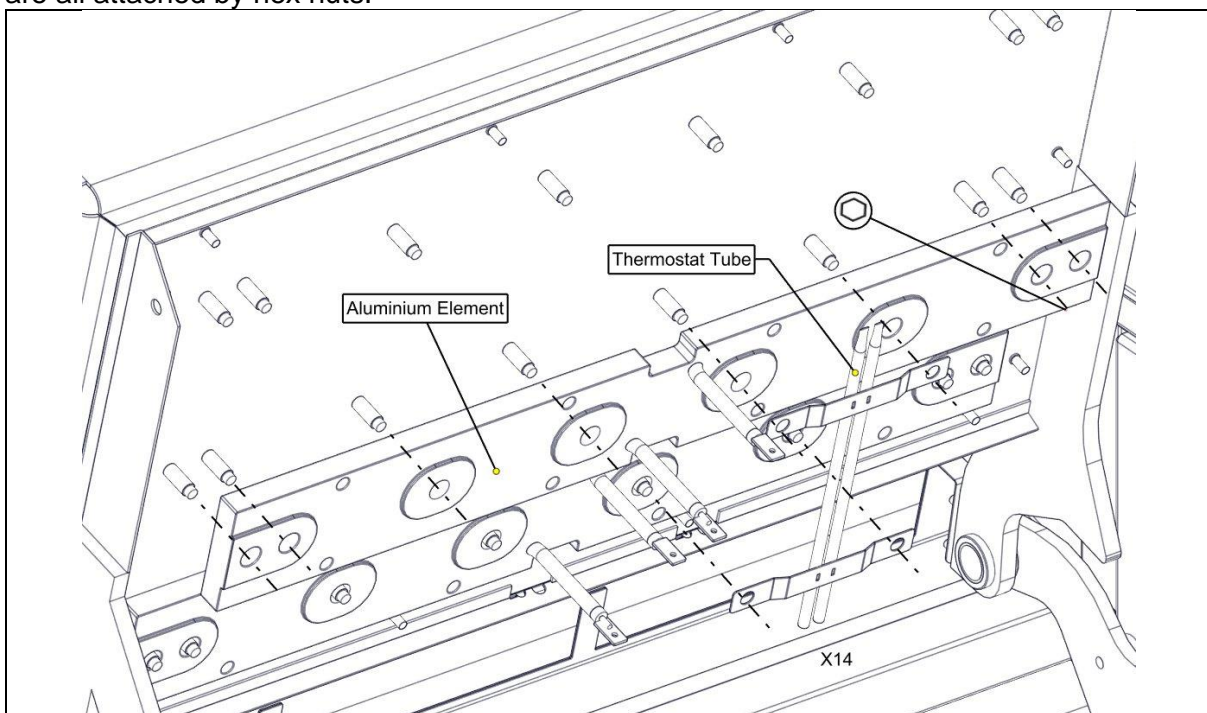 are all attached by hex nuts.
Thermostat Tube
Aluminium Element
X14